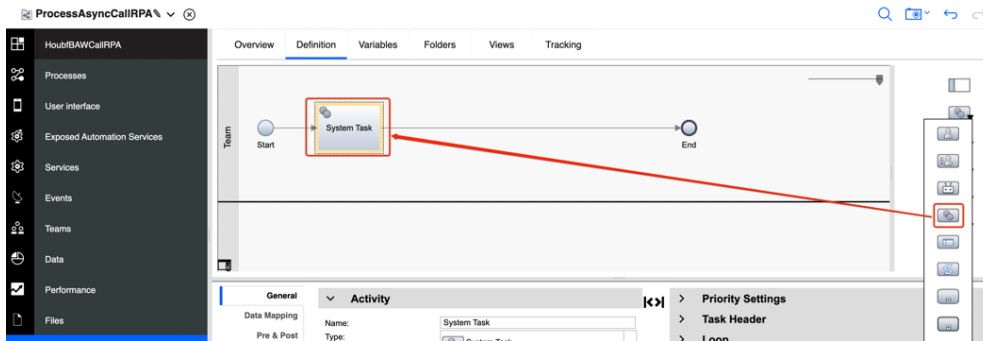 ProcessAsyncCallRPA
HoubfBAWCallRPA
Processes
User interface
Exposed Automation Services
Services
Events
Teams
Data
Performance
Files
Overview Definition Variables Folders Views Tracking
Team
Start
System Task
End
General
Data Mapping
Pre & Post
Activity
Name: System Task
Type: System Task
Priority Settings
Task Header
Loop